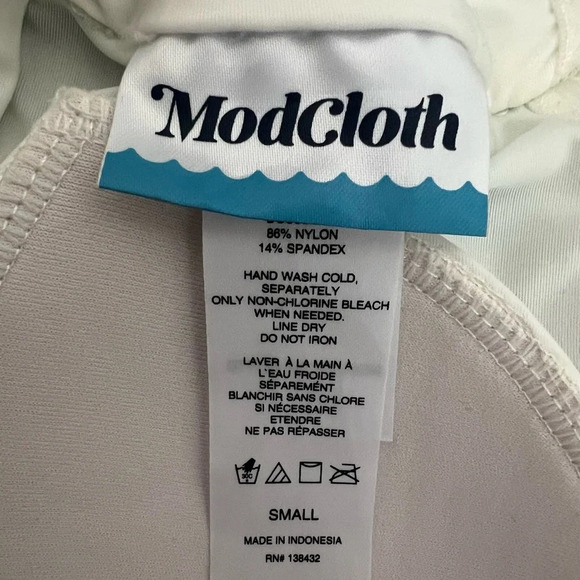 ModCloth
86% NYLON
14% SPANDEX
HAND WASH COLD,
SEPARATELY
ONLY NON-CHLORINE BLEACH
WHEN NEEDED.
LINE DRY
DO NOT IRON
LAVER À LA MAIN À
L'EAU FROIDE
SÉPARÉMENT
BLANCHIR SANS CHLORE
SI NÉCESSAIRE
ETENDRE
NE PAS RÉPASSER
30C
SMALL
MADE IN INDONESIA
RN# 138432